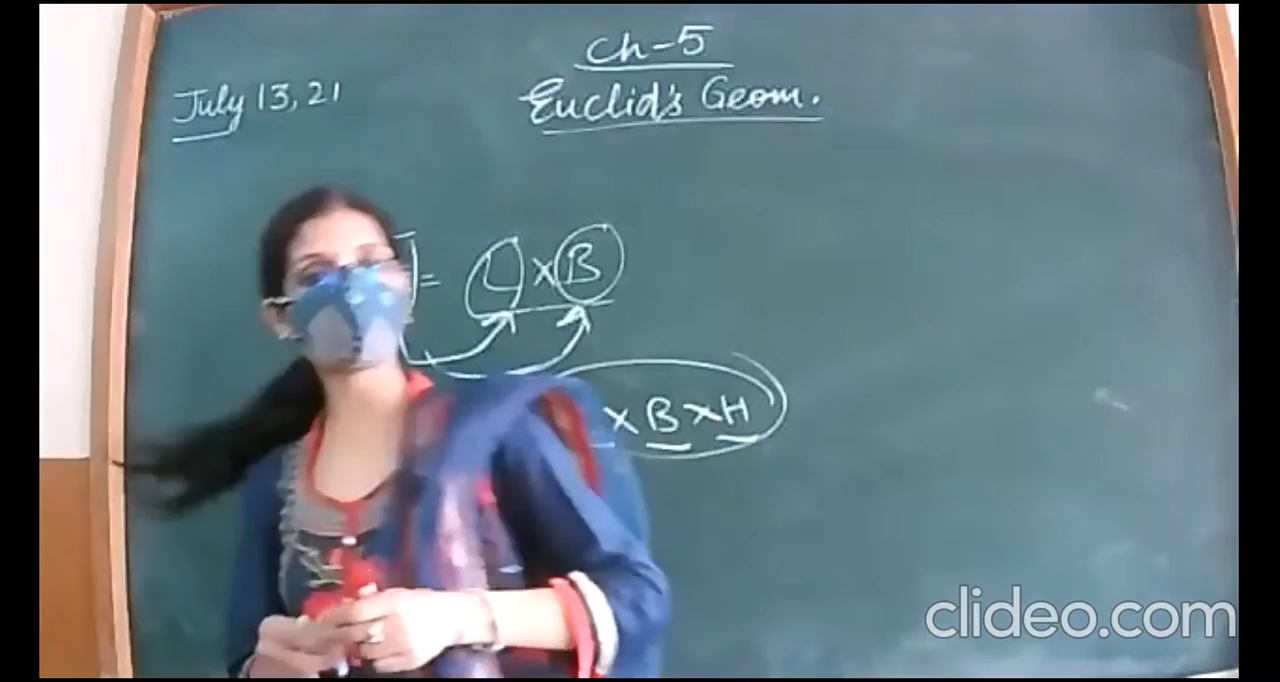 Ch-5
July 13, 21
Euclid's Geom.
= L × B
× B × H
clideo.com